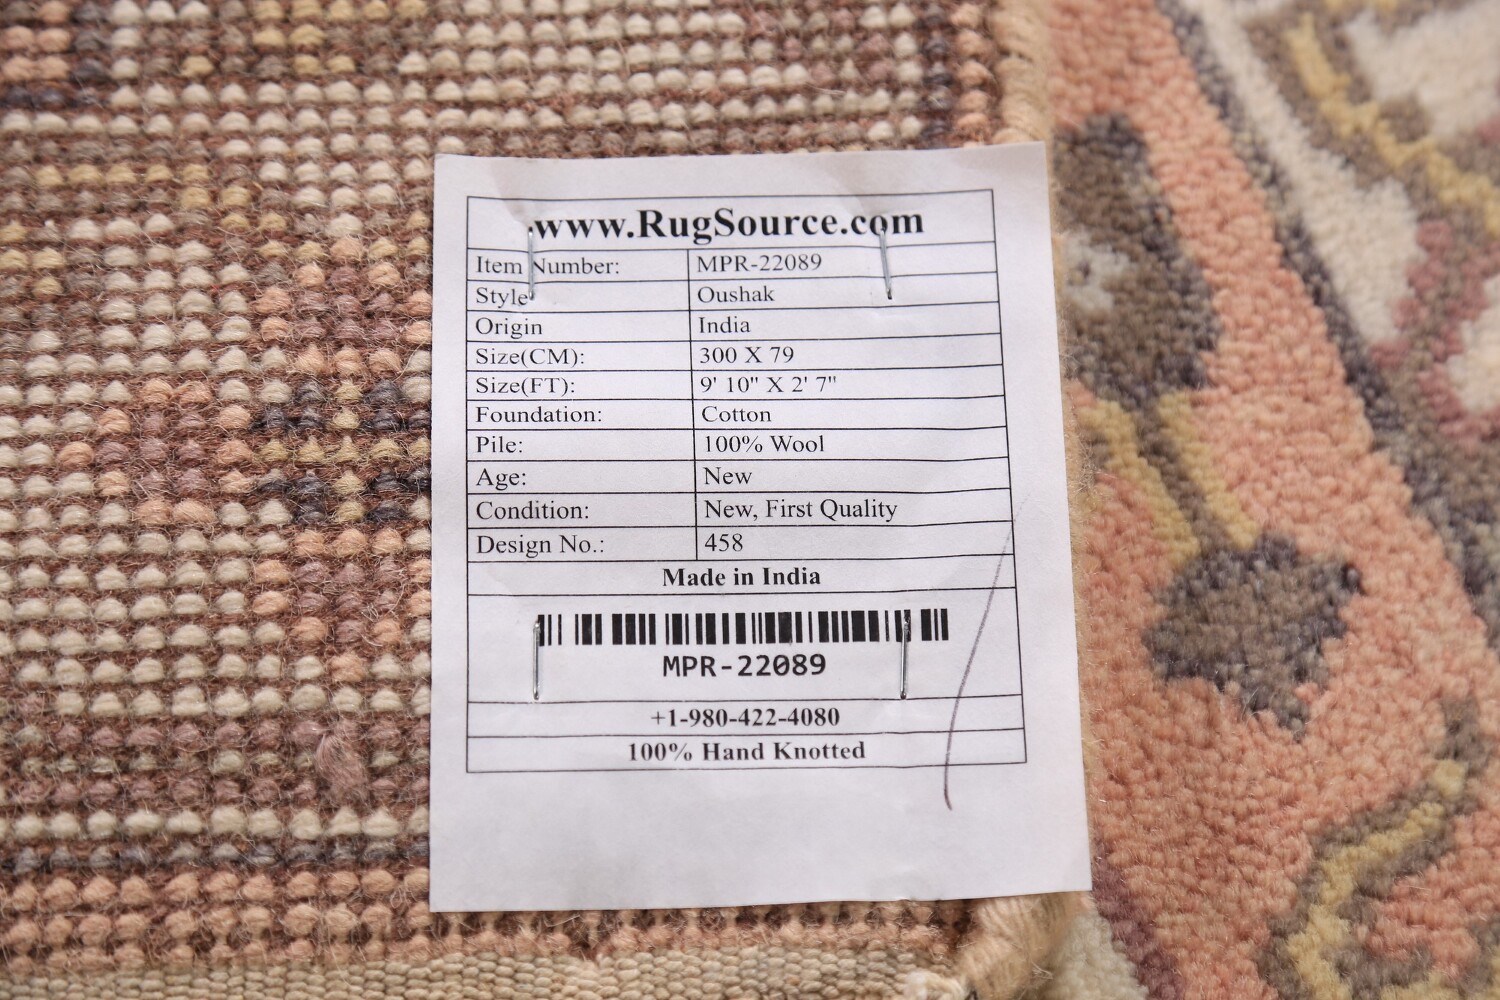 www.RugSource.com
Item Number: MPR-22089
Style Oushak
Origin India
Size(CM): 300 X 79
Size(FT): 9' 10" X 2' 7"
Foundation: Cotton
Pile: 100% Wool
Age: New
Condition: New, First Quality
Design No.: 458
Made in India
MPR-22089
+1-980-422-4080
100% Hand Knotted